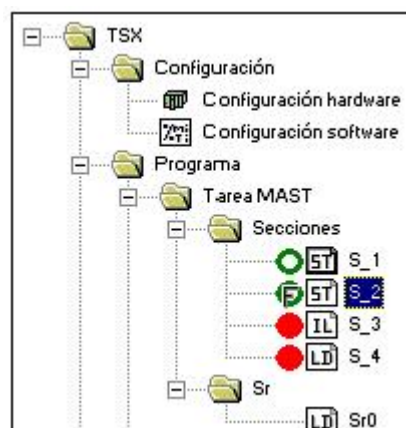 TSX
Configuración
Configuración hardware
Configuración software
Programa
Tarea MAST
Secciones
ST S_1
F ST S_2
IL S_3
LD S_4
Sr
LD Sr0